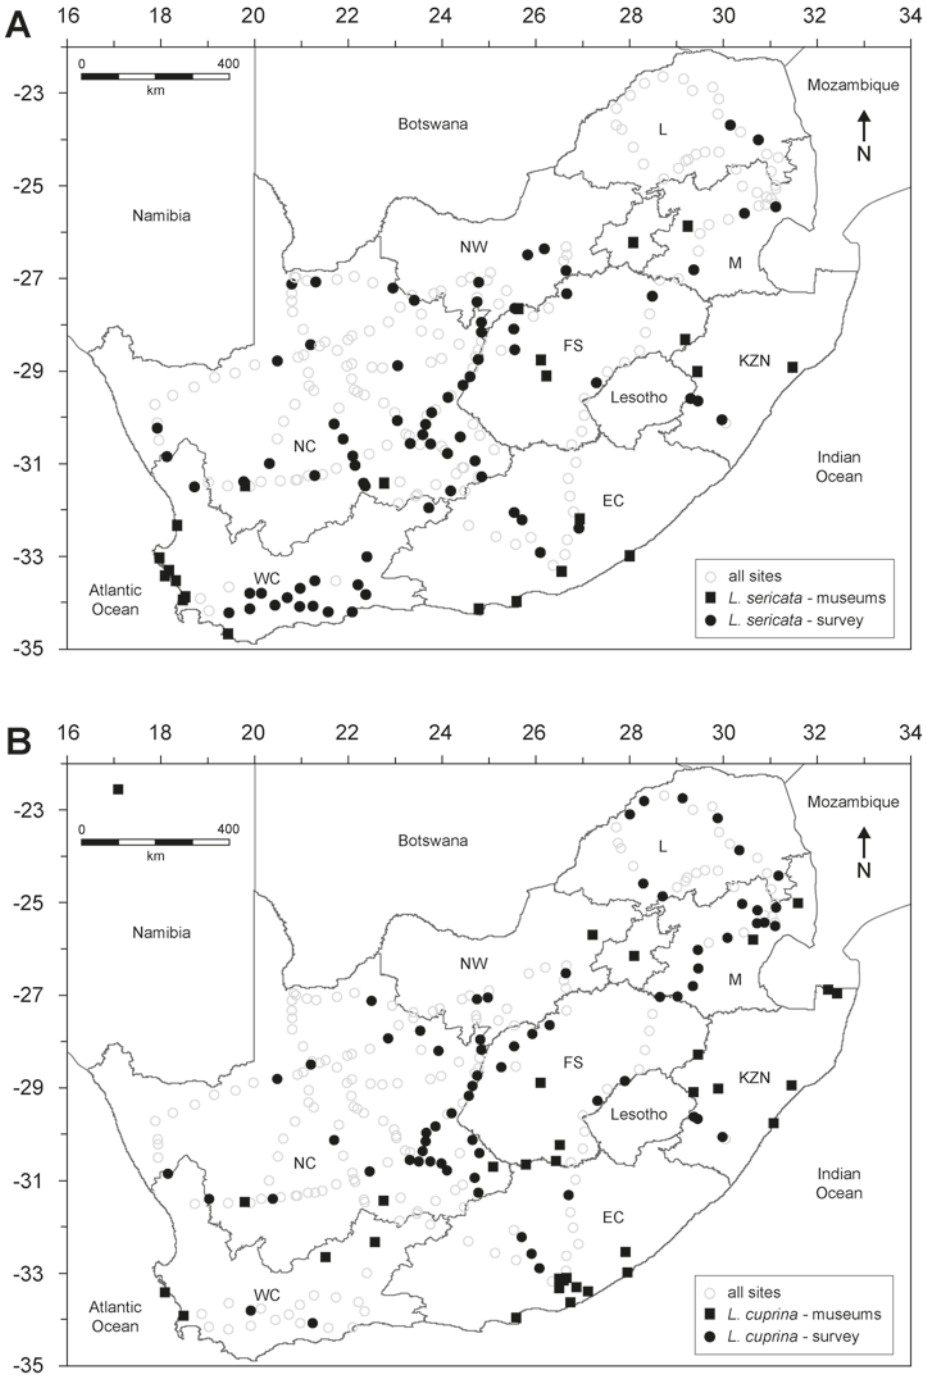 A
16 18 20 22 24 26 28 30 32 34
-23
-25
-27
-29
-31
-33
-35
0 400
km
Mozambique
Botswana
N
L
Namibia
NW
M
FS
KZN
Lesotho
NC
Indian
Ocean
EC
WC
Atlantic
Ocean
all sites
L. sericata - museums
L. sericata - survey
B
16 18 20 22 24 26 28 30 32 34
-23
-25
-27
-29
-31
-33
-35
0 400
km
Mozambique
Botswana
N
L
Namibia
NW
M
FS
KZN
Lesotho
NC
Indian
Ocean
EC
WC
Atlantic
Ocean
all sites
L. cuprina - museums
L. cuprina - survey